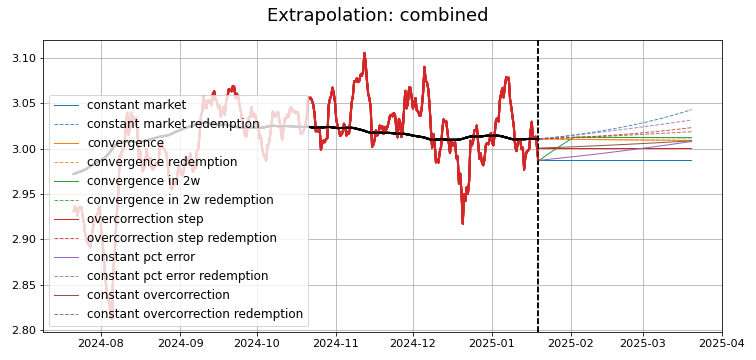 Extrapolation: combined
3.10
3.05
3.00
2.95
2.90
2.85
2.80
constant market
constant market redemption
convergence
convergence redemption
convergence in 2w
convergence in 2w redemption
overcorrection step
overcorrection step redemption
constant pct error
constant pct error redemption
constant overcorrection
constant overcorrection redemption
2024-08 2024-09 2024-10 2024-11 2024-12 2025-01 2025-02 2025-03 2025-04